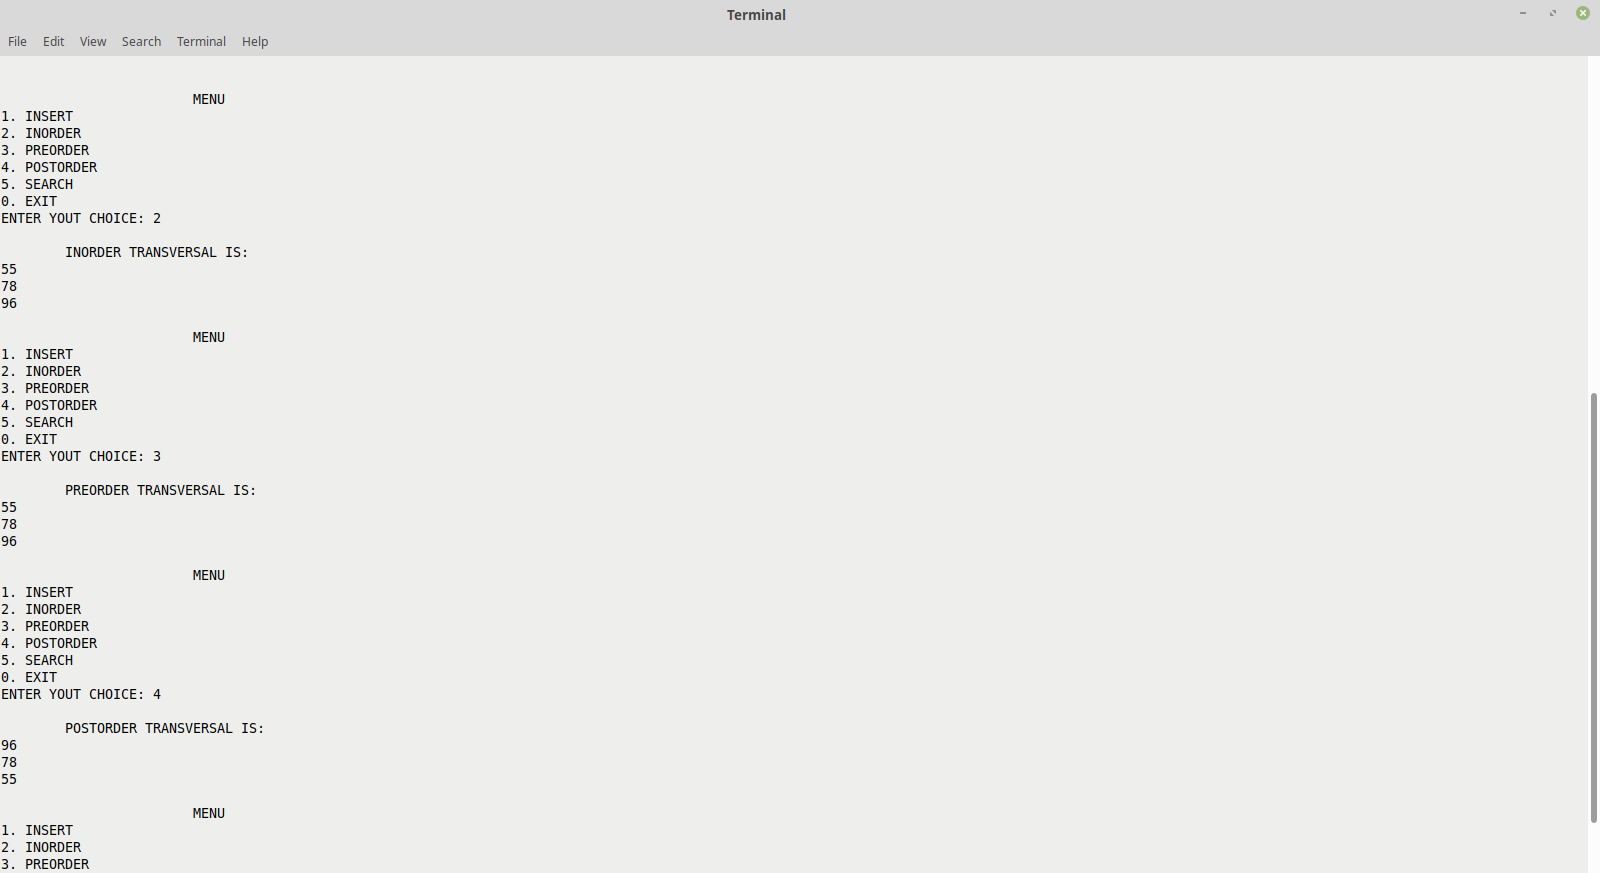 Terminal
File Edit View Search Terminal Help
MENU
1. INSERT
2. INORDER
3. PREORDER
4. POSTORDER
5. SEARCH
0. EXIT
ENTER YOUT CHOICE: 2
INORDER TRANSVERSAL IS:
55
78
96
MENU
1. INSERT
2. INORDER
3. PREORDER
4. POSTORDER
5. SEARCH
0. EXIT
ENTER YOUT CHOICE: 3
PREORDER TRANSVERSAL IS:
55
78
96
MENU
1. INSERT
2. INORDER
3. PREORDER
4. POSTORDER
5. SEARCH
0. EXIT
ENTER YOUT CHOICE: 4
POSTORDER TRANSVERSAL IS:
96
78
55
MENU
1. INSERT
2. INORDER
3. PREORDER